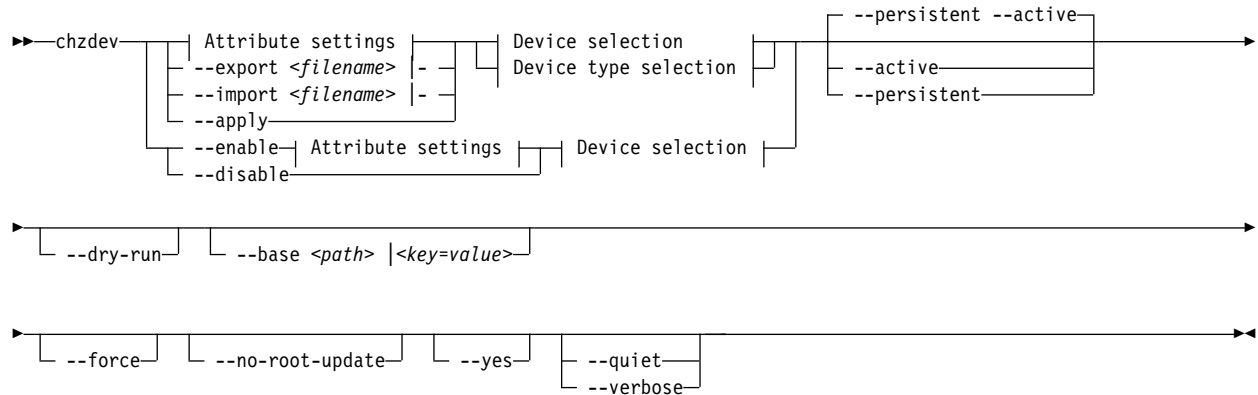 --persistent --active
chzdev Attribute settings Device selection
--export <filename> |- Device type selection --active
--import <filename> |- --persistent
--apply
--enable Attribute settings Device selection
--disable
--dry-run --base <path> |<key=value>
--force --no-root-update --yes --quiet
--verbose